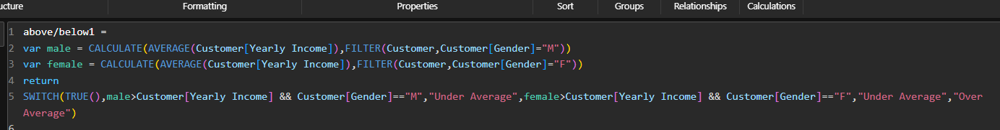 ucture Formatting Properties Sort Groups Relationships Calculations
1 above/below1 =
2 var male = CALCULATE(AVERAGE(Customer[Yearly Income]),FILTER(Customer,Customer[Gender]="M"))
3 var female = CALCULATE(AVERAGE(Customer[Yearly Income]),FILTER(Customer,Customer[Gender]="F"))
4 return
5 SWITCH(TRUE(),male>Customer[Yearly Income] && Customer[Gender]=="M","Under Average",female>Customer[Yearly Income] && Customer[Gender]=="F","Under Average","Over
Average")
6